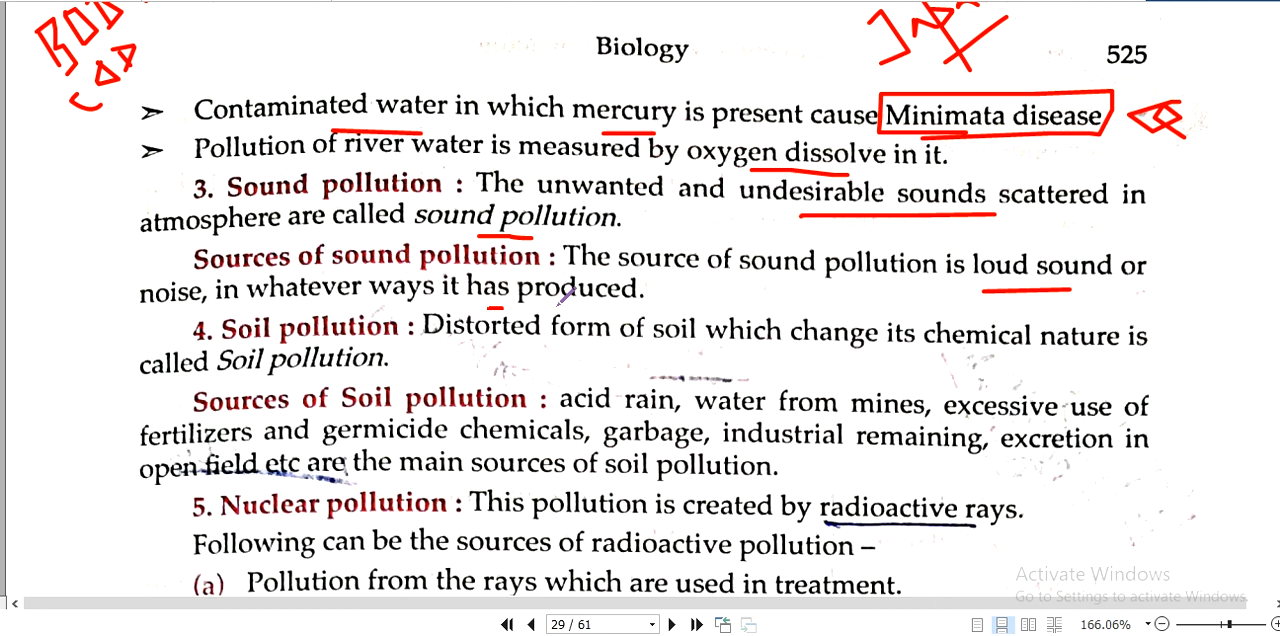 BOD
COD
Imp
Biology
525
➢ Contaminated water in which mercury is present cause Minimata disease
➢ Pollution of river water is measured by oxygen dissolve in it.
3. Sound pollution : The unwanted and undesirable sounds scattered in
atmosphere are called sound pollution.
Sources of sound pollution : The source of sound pollution is loud sound or
noise, in whatever ways it has produced.
4. Soil pollution : Distorted form of soil which change its chemical nature is
called Soil pollution.
Sources of Soil pollution : acid rain, water from mines, excessive use of
fertilizers and germicide chemicals, garbage, industrial remaining, excretion in
open field etc are the main sources of soil pollution.
5. Nuclear pollution : This pollution is created by radioactive rays.
Following can be the sources of radioactive pollution –
(a) Pollution from the rays which are used in treatment.
Activate Windows
Go to Settings to activate Windows.
29 / 61
166.06%